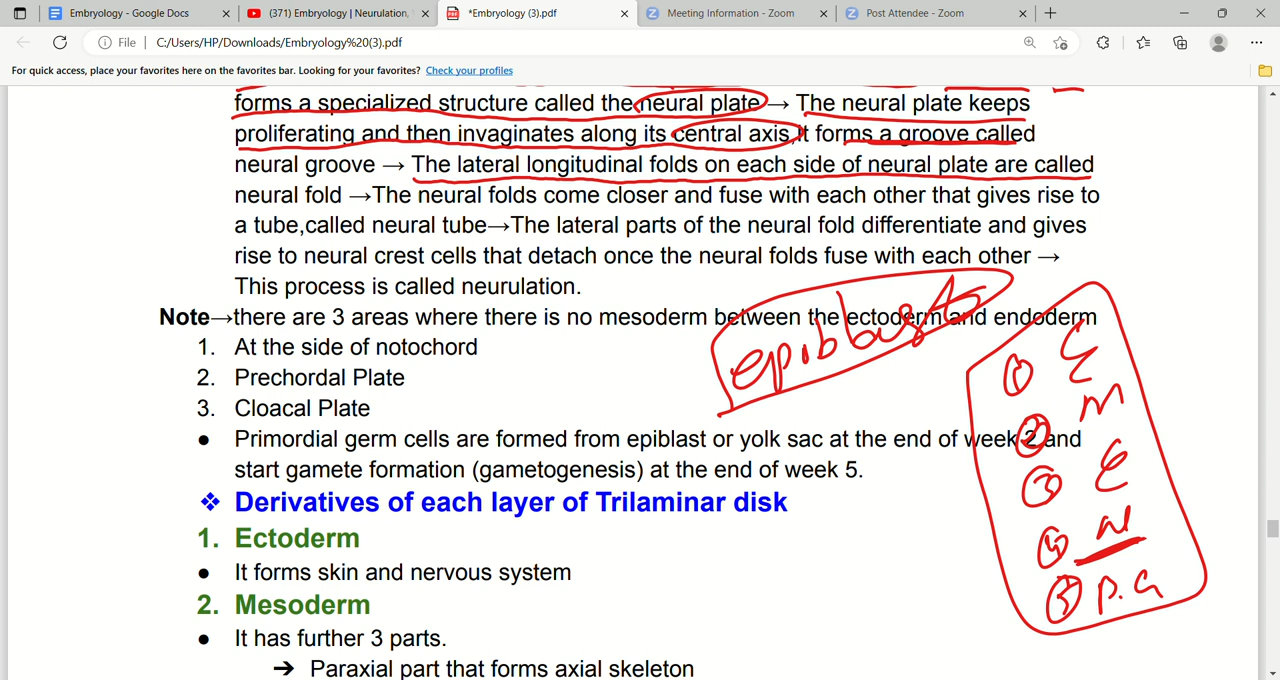 Embryology - Google Docs
(371) Embryology | Neurulation,
*Embryology (3).pdf
Meeting Information - Zoom
Post Attendee - Zoom
File
C:/Users/HP/Downloads/Embryology%20(3).pdf
For quick access, place your favorites here on the favorites bar. Looking for your favorites? Check your profiles
forms a specialized structure called the neural plate→ The neural plate keeps
proliferating and then invaginates along its central axis,It forms a groove called
neural groove → The lateral longitudinal folds on each side of neural plate are called
neural fold →The neural folds come closer and fuse with each other that gives rise to
a tube,called neural tube→The lateral parts of the neural fold differentiate and gives
rise to neural crest cells that detach once the neural folds fuse with each other →
This process is called neurulation.
Note→there are 3 areas where there is no mesoderm between the ectoderm and endoderm
1. At the side of notochord
2. Prechordal Plate
3. Cloacal Plate
● Primordial germ cells are formed from epiblast or yolk sac at the end of week 2 and
start gamete formation (gametogenesis) at the end of week 5.
❖ Derivatives of each layer of Trilaminar disk
1. Ectoderm
● It forms skin and nervous system
2. Mesoderm
● It has further 3 parts.
➔ Paraxial part that forms axial skeleton
epiblast
① E
② M
③ E
④ N
⑤ P.G